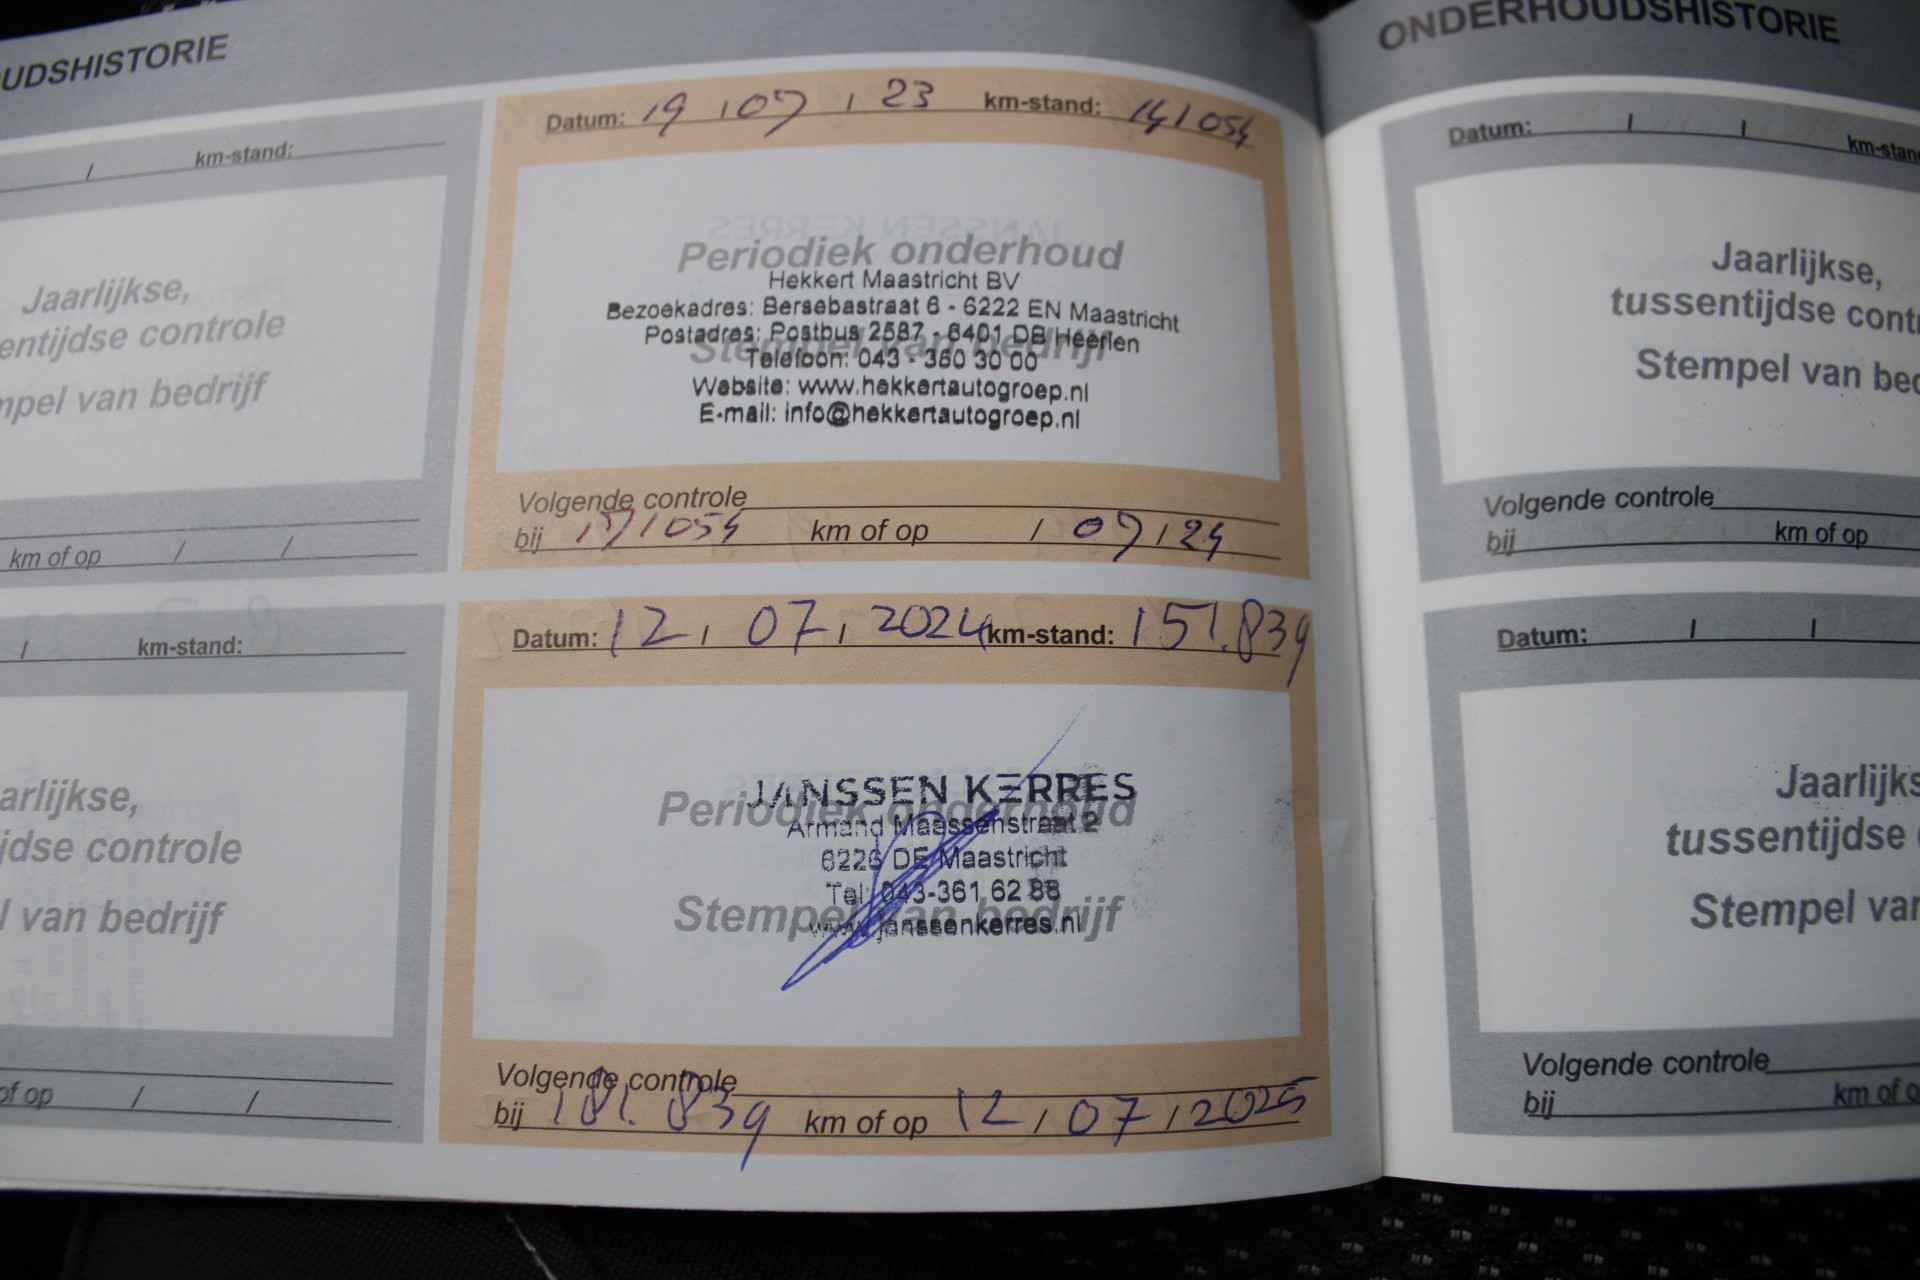 UDSHISTORIE
/ km-stand:
Jaarlijkse,
entijdse controle
mpel van bedrijf
km of op / /
/ km-stand:
arlijkse,
jdse controle
l van bedrijf
of op / /
Datum: 19 / 07 / 23 km-stand: 141054
Periodiek onderhoud
Hekkert Maastricht BV
Bezoekadres: Bersebastraat 6 - 6222 EN Maastricht
Postadres: Postbus 2587 - 6401 DB Heerlen
Stempel van bedrijf
Telefoon: 043 - 360 30 00
Website: www.hekkertautogroep.nl
E-mail: info@hekkertautogroep.nl
Volgende controle
bij 171054 km of op / 07 / 24
Datum: 12 / 07 / 2024 km-stand: 151.839
JANSSEN KERRES
Periodiek onderhoud
Armand Maassenstraat 2
6226 DE Maastricht
Tel: 043-361 62 88
Stempel van bedrijf
www.janssenkerres.nl
Volgende controle
bij 181.839 km of op 12 / 07 / 2025
ONDERHOUDSHISTORIE
Datum: / / km-stan
Jaarlijkse,
tussentijdse contr
Stempel van bed
Volgende controle
bij km of op
Datum: / /
Jaarlijks
tussentijdse
Stempel van
Volgende controle
bij km of o